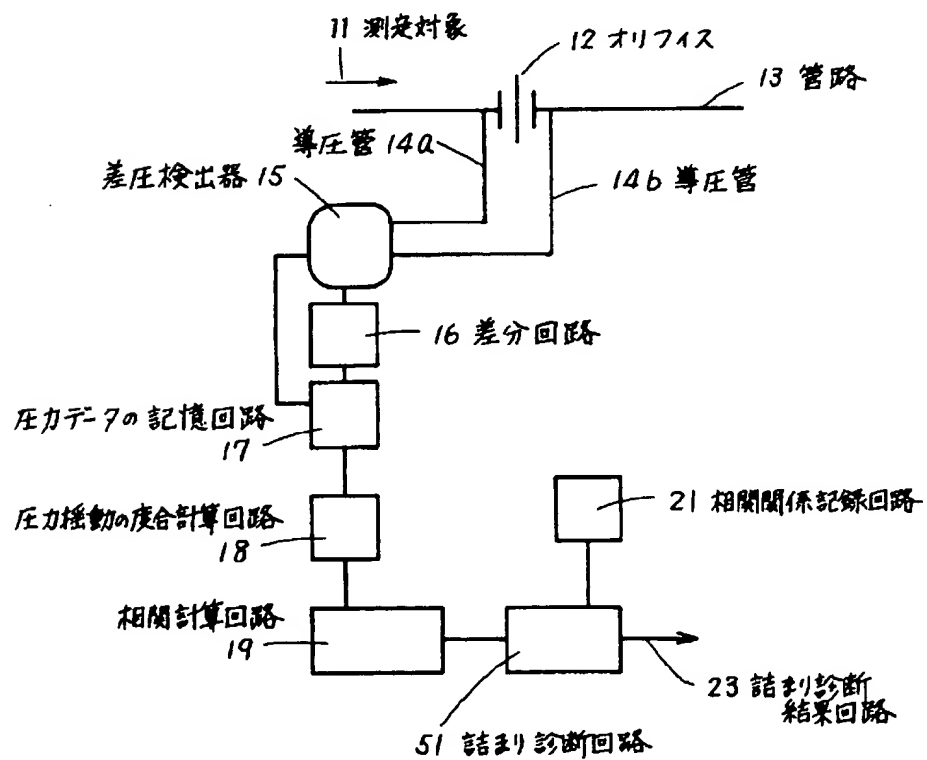 11 測定対象
12 オリフィス
13 管路
導圧管 14a
差圧検出器 15
14b 導圧管
16 差分回路
圧力データの記憶回路
17
圧力揺動の度合計算回路
18
21 相関関係記録回路
相関計算回路
19
23 詰まり診断
結果回路
51 詰まり診断回路